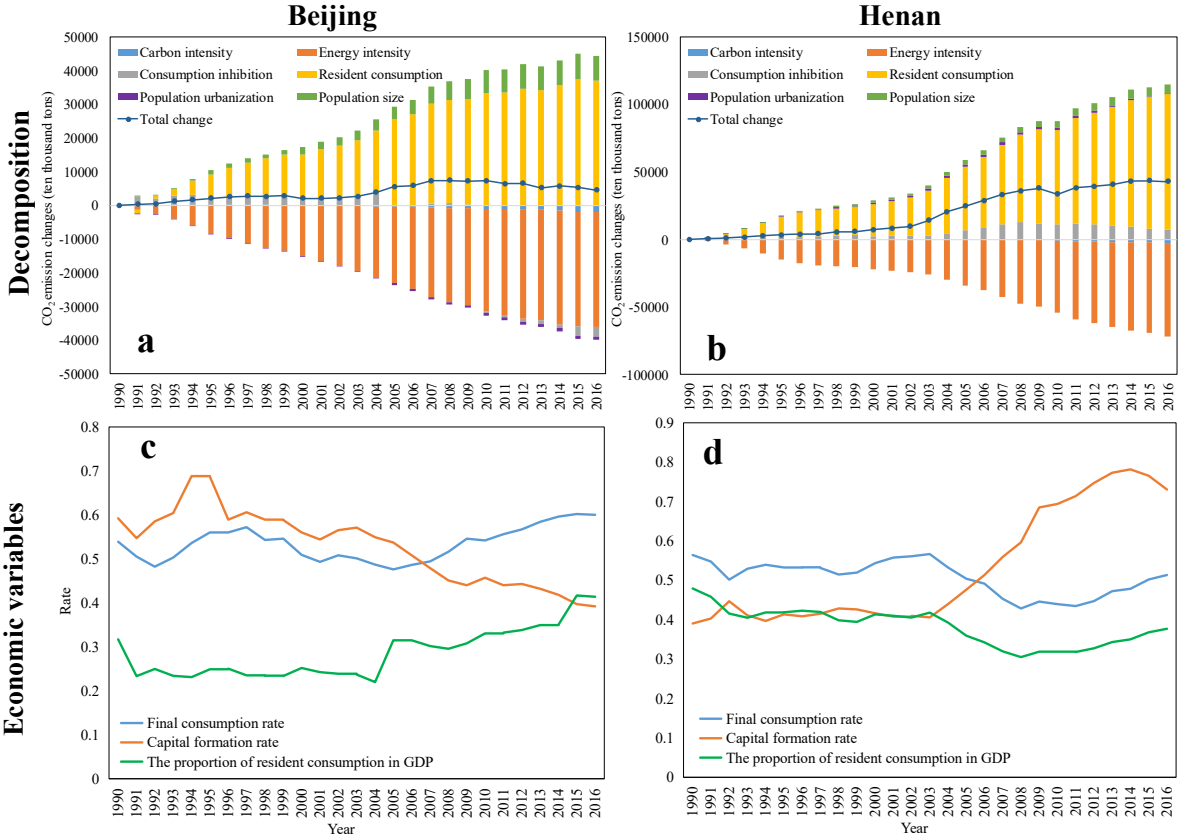 Beijing
Henan
Decomposition
CO2 emission changes (ten thousand tons)
50000
40000
30000
20000
10000
0
-10000
-20000
-30000
-40000
-50000
Carbon intensity
Energy intensity
Consumption inhibition
Resident consumption
Population urbanization
Population size
Total change
a
1990 1991 1992 1993 1994 1995 1996 1997 1998 1999 2000 2001 2002 2003 2004 2005 2006 2007 2008 2009 2010 2011 2012 2013 2014 2015 2016
CO2 emission changes (ten thousand tons)
150000
100000
50000
0
-50000
-100000
Carbon intensity
Energy intensity
Consumption inhibition
Resident consumption
Population urbanization
Population size
Total change
b
1990 1991 1992 1993 1994 1995 1996 1997 1998 1999 2000 2001 2002 2003 2004 2005 2006 2007 2008 2009 2010 2011 2012 2013 2014 2015 2016
Economic variables
Rate
0.8
0.7
0.6
0.5
0.4
0.3
0.2
0.1
0
c
Final consumption rate
Capital formation rate
The proportion of resident consumption in GDP
1990 1991 1992 1993 1994 1995 1996 1997 1998 1999 2000 2001 2002 2003 2004 2005 2006 2007 2008 2009 2010 2011 2012 2013 2014 2015 2016
Year
0.9
0.8
0.7
0.6
0.5
0.4
0.3
0.2
0.1
0
d
Final consumption rate
Capital formation rate
The proportion of resident consumption in GDP
1990 1991 1992 1993 1994 1995 1996 1997 1998 1999 2000 2001 2002 2003 2004 2005 2006 2007 2008 2009 2010 2011 2012 2013 2014 2015 2016
Year